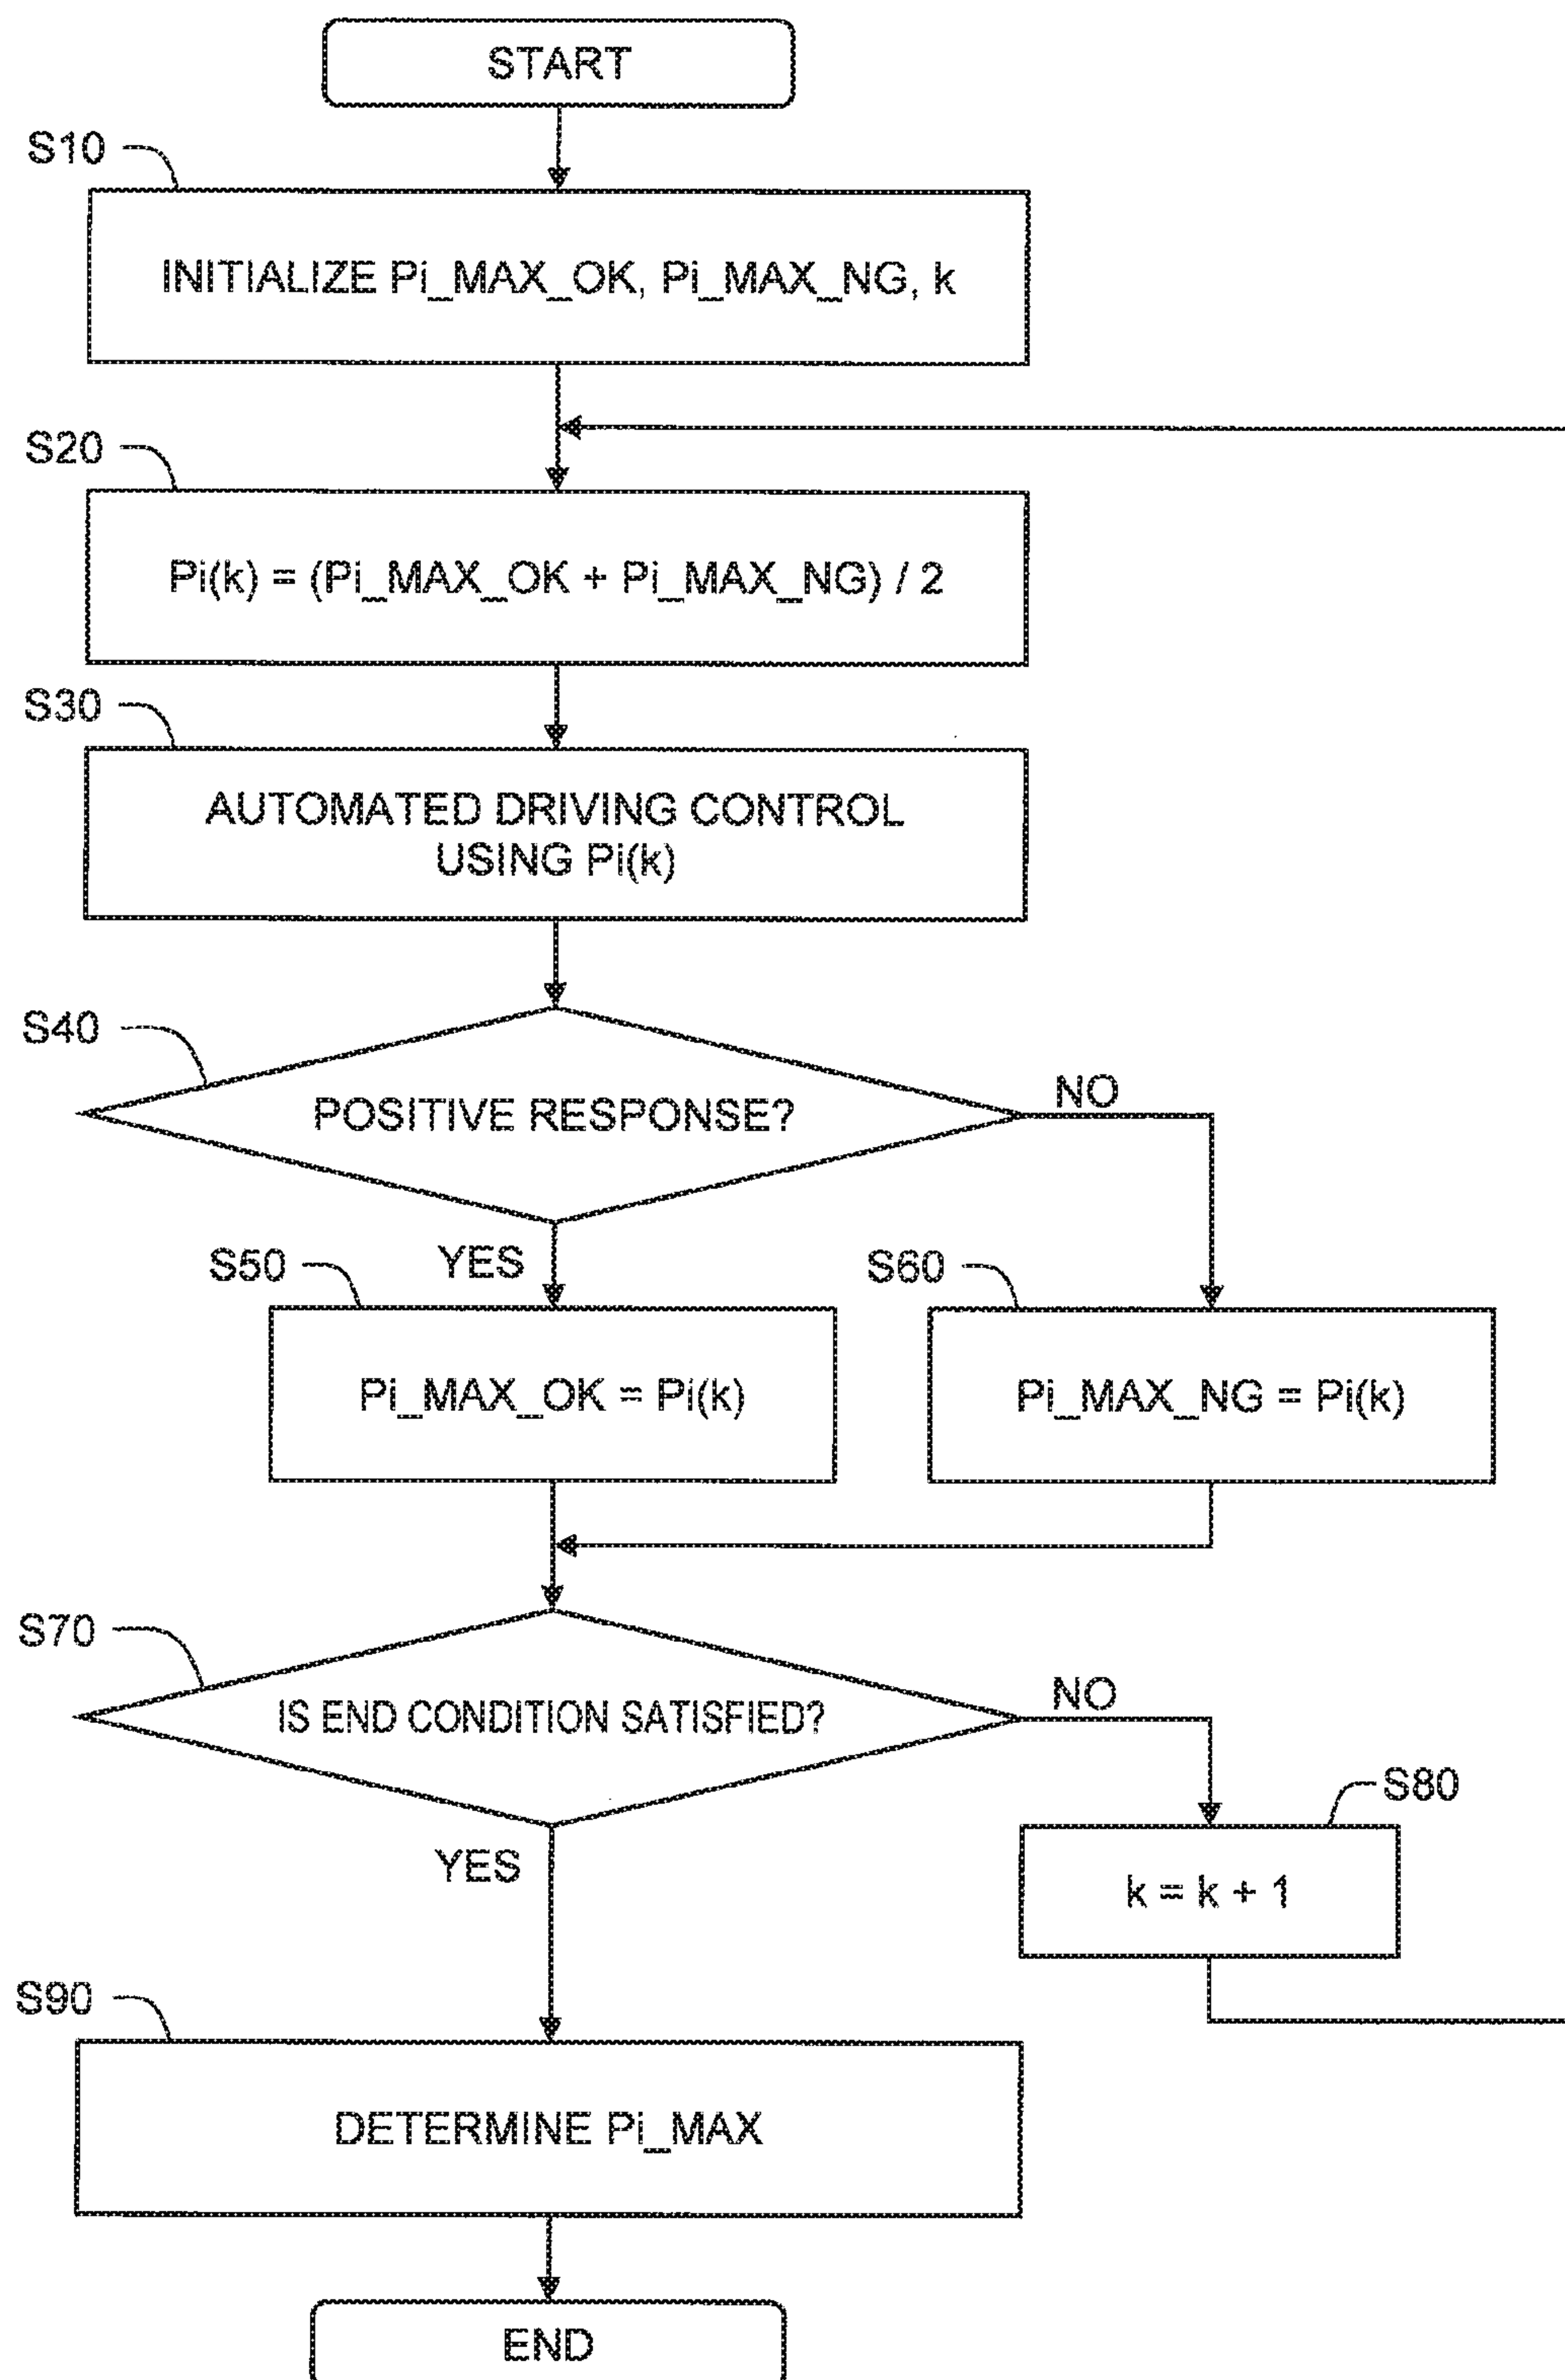 START
S10
INITIALIZE Pi_MAX_OK, Pi_MAX_NG, k
S20
Pi(k) = (Pi_MAX_OK + Pi_MAX_NG) / 2
S30
AUTOMATED DRIVING CONTROL
USING Pi(k)
S40
POSITIVE RESPONSE?
NO
YES
S50
S60
Pi_MAX_OK = Pi(k)
Pi_MAX_NG = Pi(k)
S70
IS END CONDITION SATISFIED?
NO
YES
S80
k = k + 1
S90
DETERMINE Pi_MAX
END